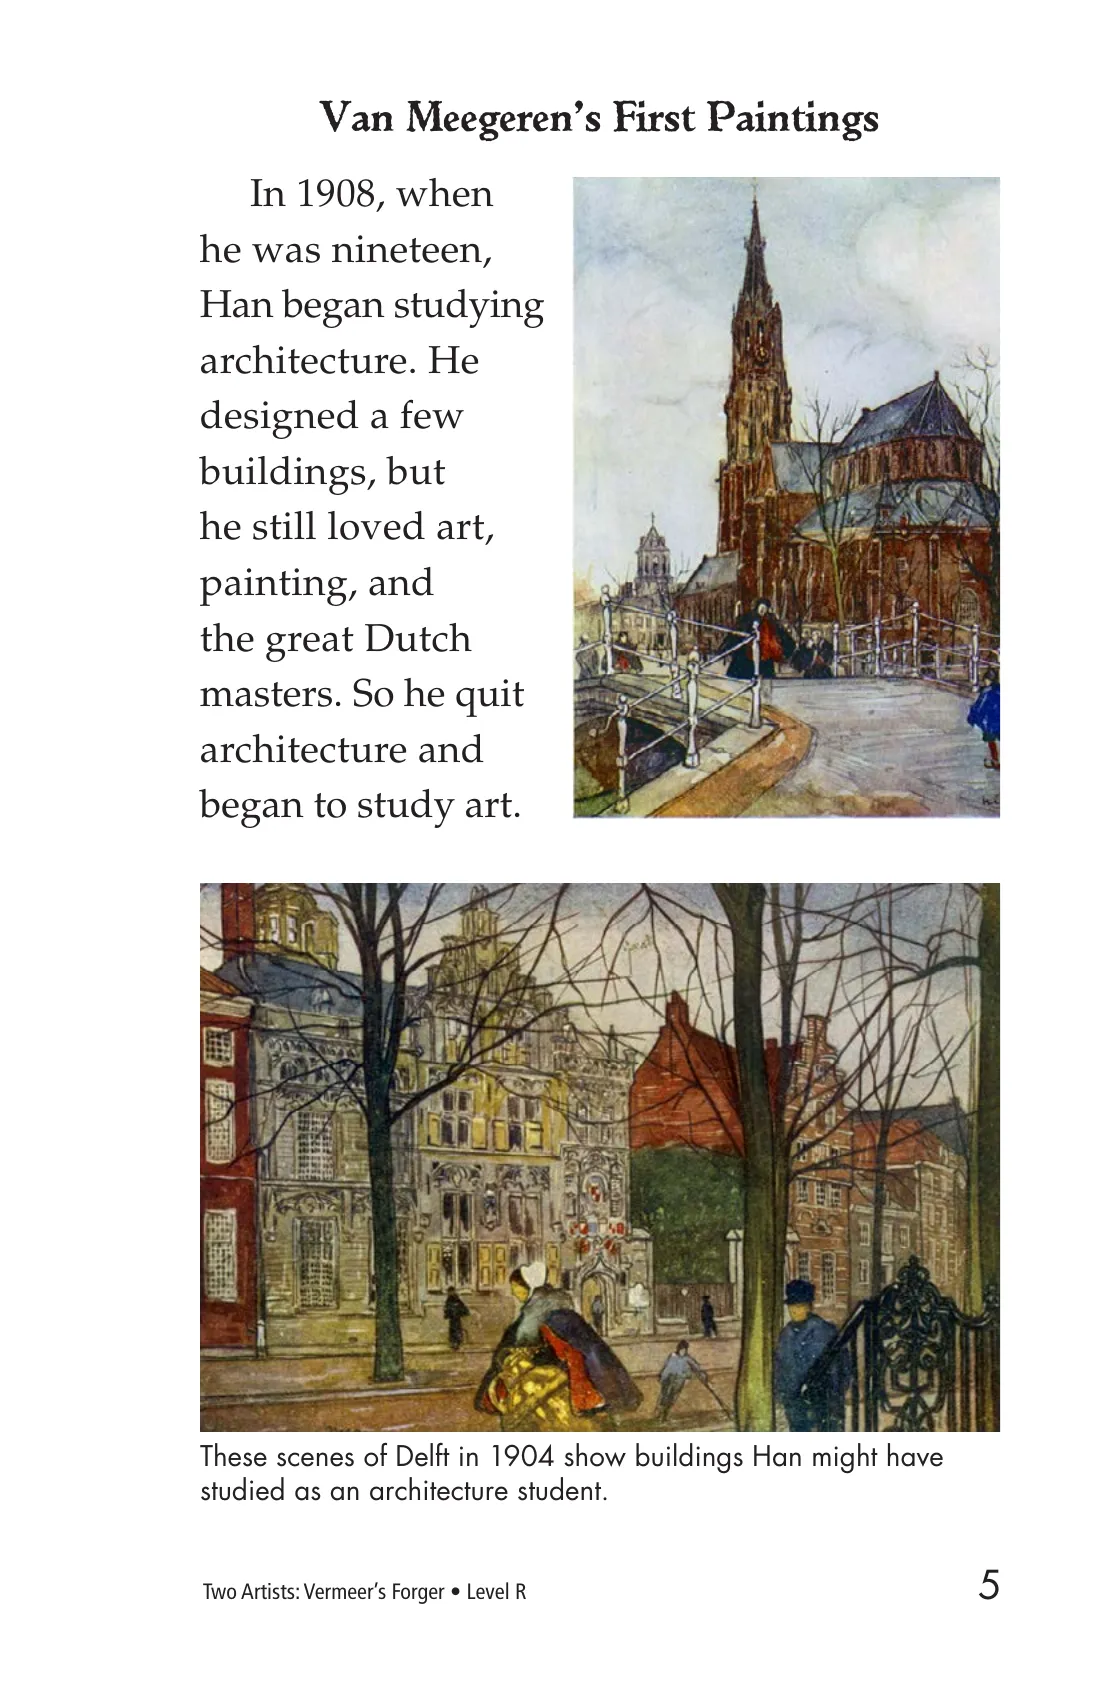 Van Meegeren's First Paintings
In 1908, when
he was nineteen,
Han began studying
architecture. He
designed a few
buildings, but
he still loved art,
painting, and
the great Dutch
masters. So he quit
architecture and
began to study art.
These scenes of Delft in 1904 show buildings Han might have
studied as an architecture student.
Two Artists: Vermeer's Forger • Level R
5